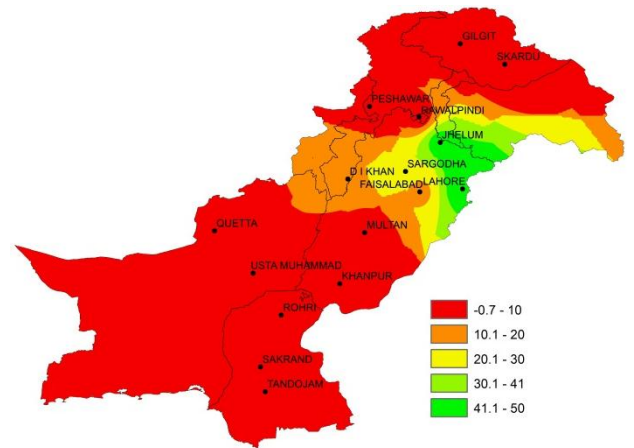 GILGIT
SKARDU
PESHAWAR
RAWALPINDI
JHELUM
SARGODHA
D I KHAN
FAISALABAD
LAHORE
QUETTA
MULTAN
USTA MUHAMMAD
KHANPUR
ROHRI
SAKRAND
TANDOJAM
-0.7 - 10
10.1 - 20
20.1 - 30
30.1 - 41
41.1 - 50